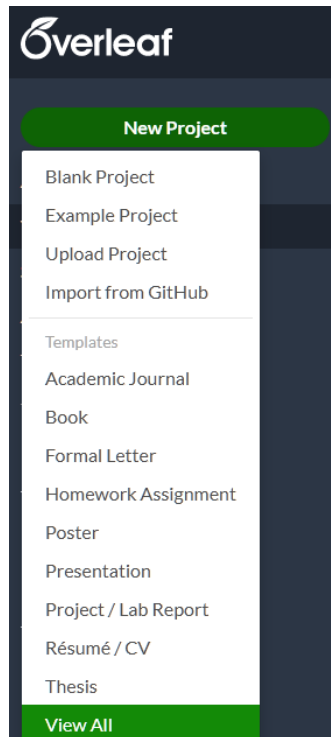 Overleaf
New Project
Blank Project
Example Project
Upload Project
Import from GitHub
Templates
Academic Journal
Book
Formal Letter
Homework Assignment
Poster
Presentation
Project / Lab Report
Résumé / CV
Thesis
View All